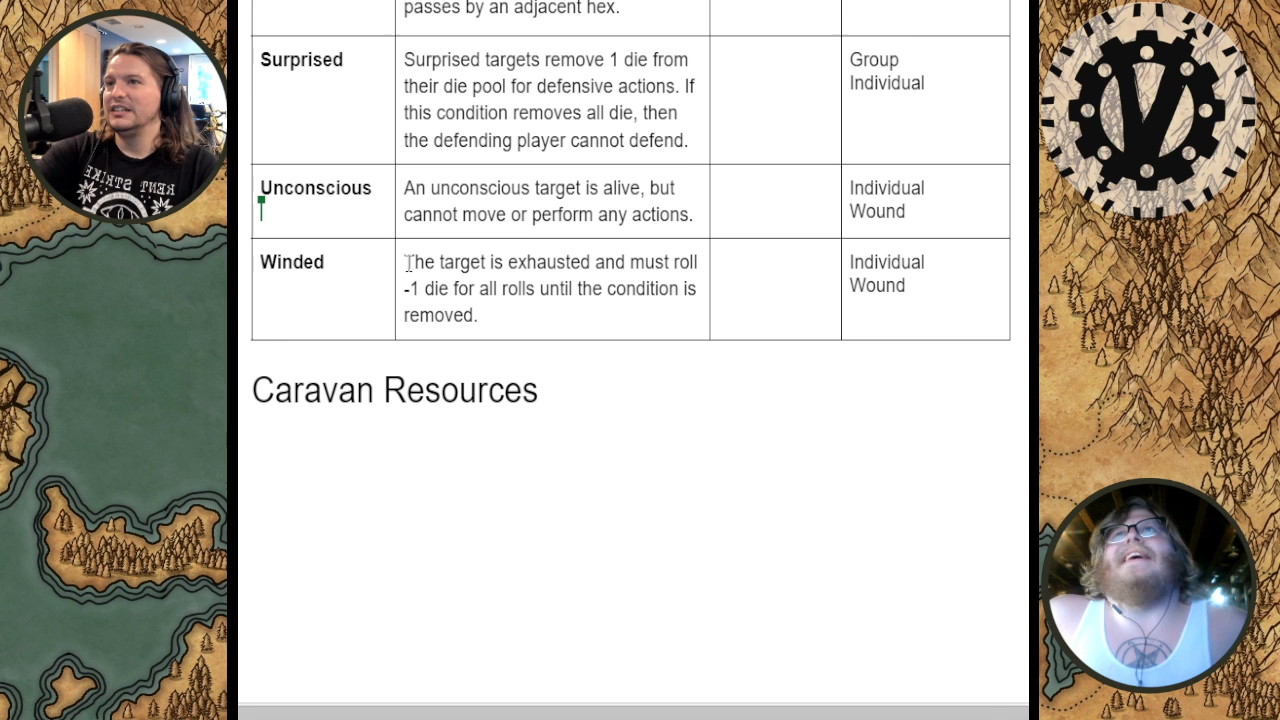 passes by an adjacent hex.
Surprised
Surprised targets remove 1 die from
their die pool for defensive actions. If
this condition removes all die, then
the defending player cannot defend.
Group
Individual
Unconscious
An unconscious target is alive, but
cannot move or perform any actions.
Individual
Wound
Winded
The target is exhausted and must roll
-1 die for all rolls until the condition is
removed.
Individual
Wound
Caravan Resources
RENT STRIKE
V